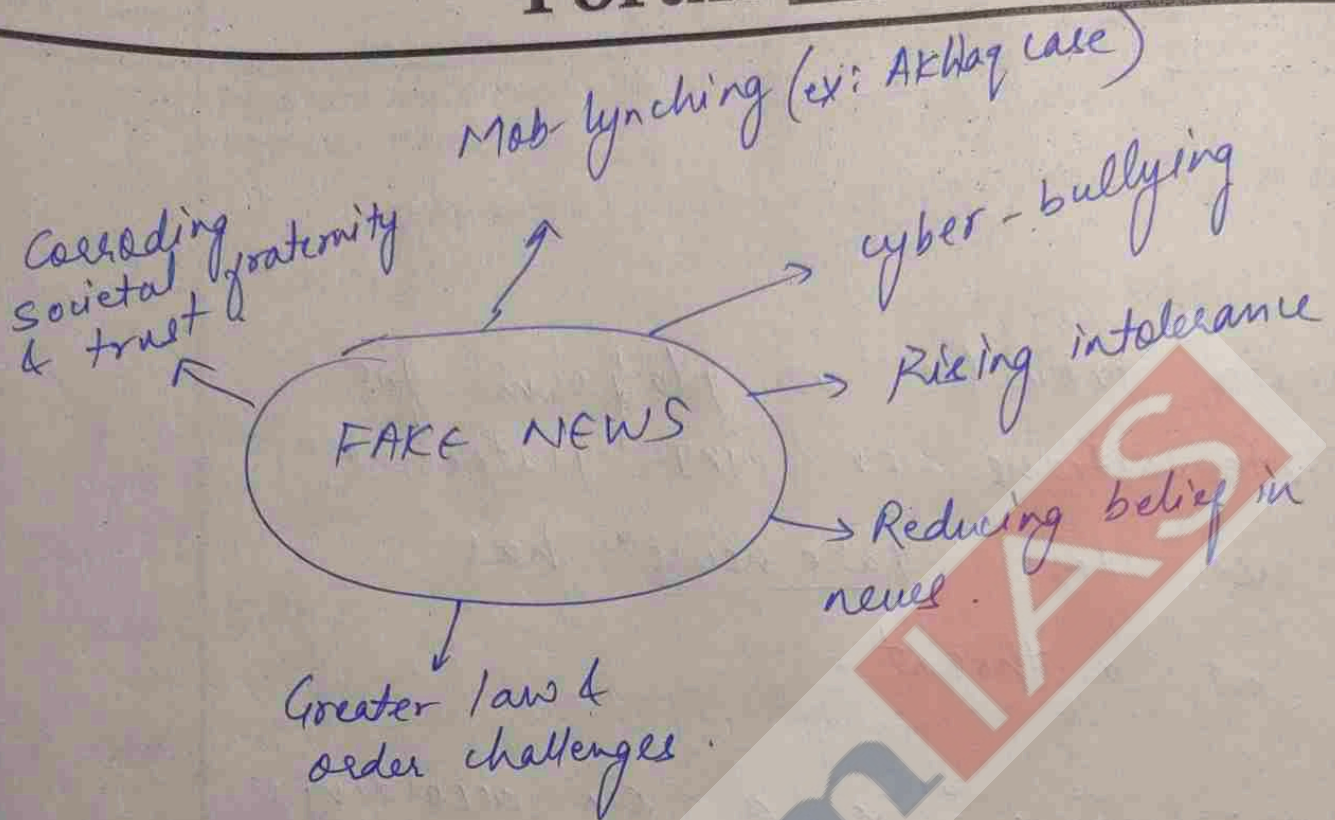 Mob lynching (ex: Akhlaq case)
cyber-bullying
Corroding
societal fraternity
& trust
Rising intolerance
FAKE NEWS
Reducing belief in
news.
Greater law &
order challenges.
IAS